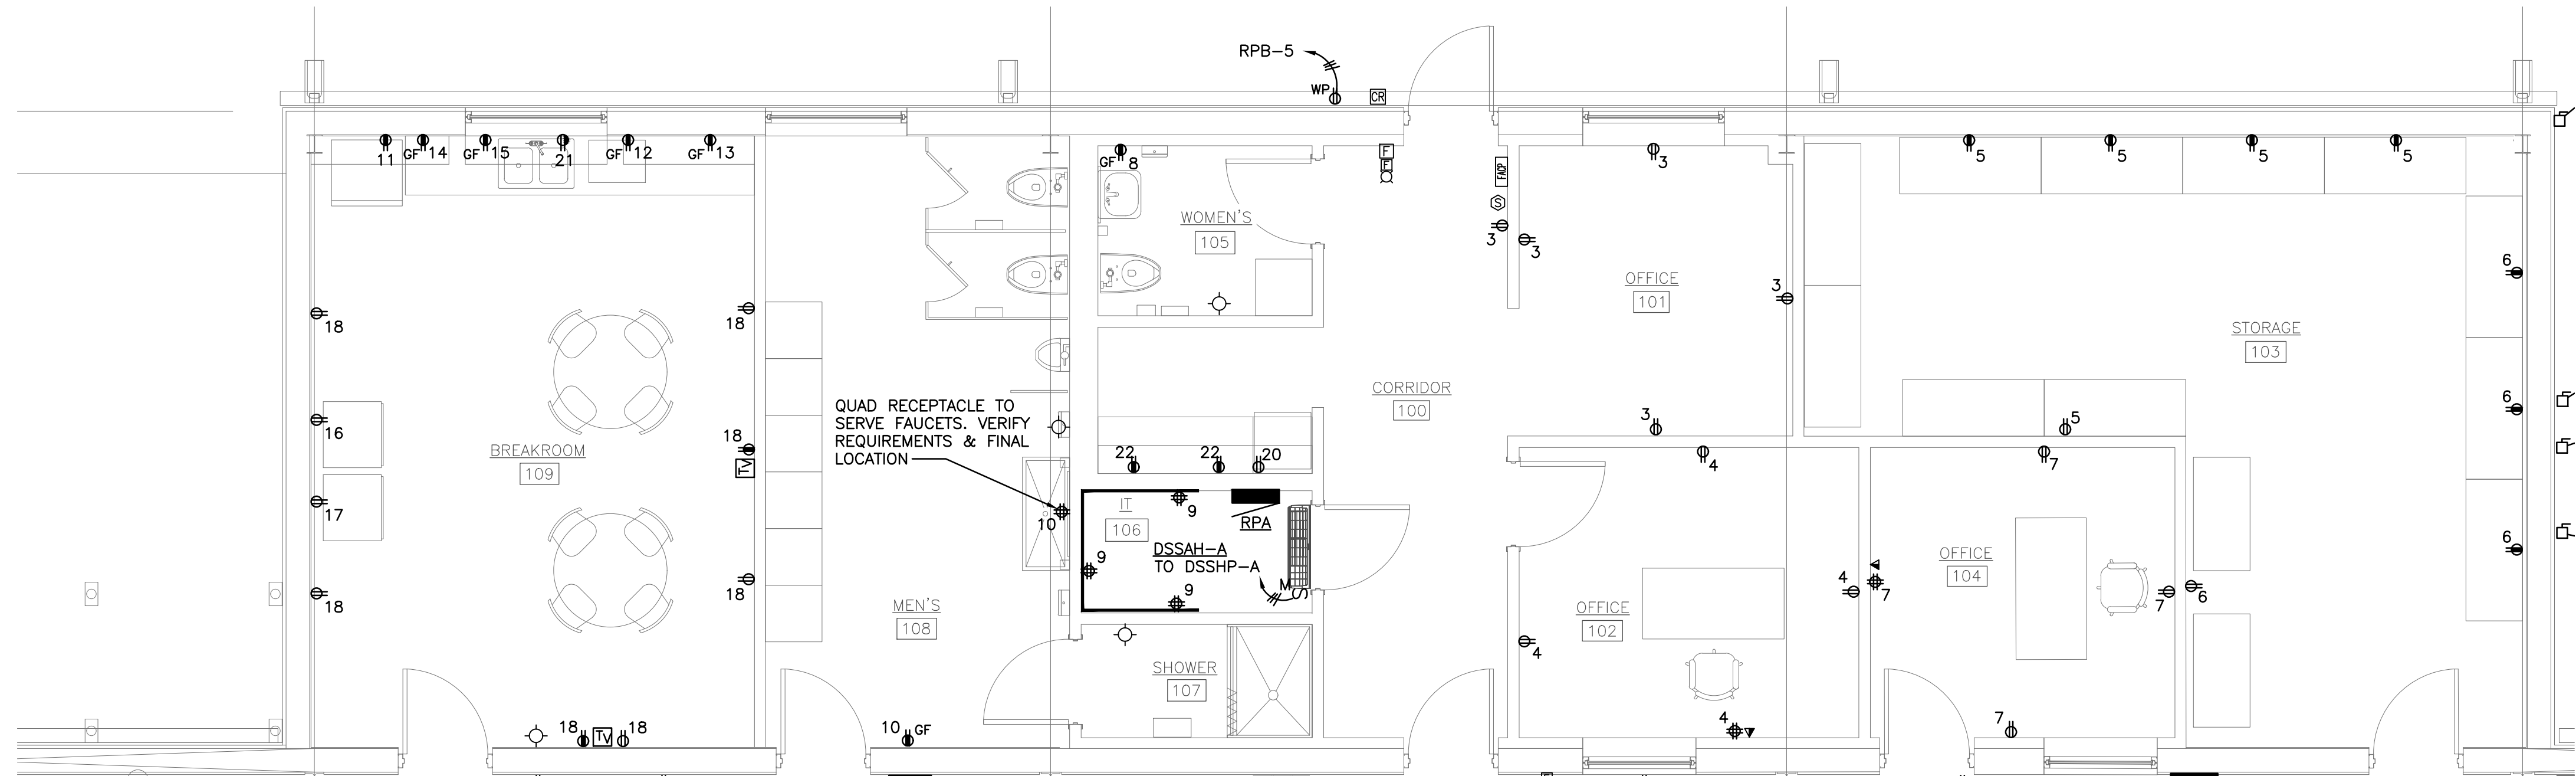 RPB-5
WP
CR
11
GF 14
GF 15
21
GF 12
GF 13
GF 8
F
F
FACP
S
3
3
3
5
5
5
5
WOMEN'S
105
OFFICE
101
3
6
STORAGE
103
18
18
CORRIDOR
100
QUAD RECEPTACLE TO
SERVE FAUCETS. VERIFY
REQUIREMENTS & FINAL
LOCATION
16
BREAKROOM
109
18
TV
3
5
6
22
22
20
4
7
17
10
IT
106
9
RPA
DSSAH-A
TO DSSHP-A
9
M
S
9
OFFICE
104
6
18
18
MEN'S
108
OFFICE
102
4
7
7
6
4
SHOWER
107
18
TV
18
10 GF
4
7